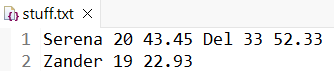 stuff.txt
1 Serena 20 43.45 Del 33 52.33
2 Zander 19 22.93